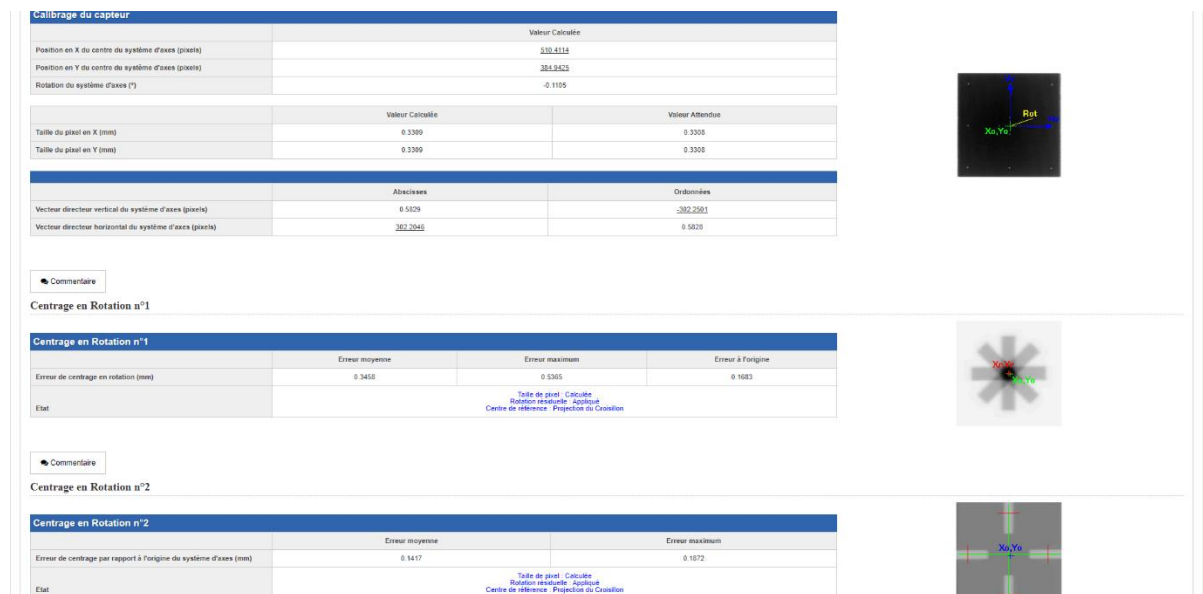 Calibrage du capteur
Valeur Calculée
Position en X du centre du système d'axes (pixels) 510.4114
Position en Y du centre du système d'axes (pixels) 384.9425
Rotation du système d'axes (°) -0.1105
Valeur Calculée Valeur Attendue
Taille du pixel en X (mm) 0.3309 0.3308
Taille du pixel en Y (mm) 0.3309 0.3308
Rot
Xo,Yo
Abscisses Ordonnées
Vecteur directeur vertical du système d'axes (pixels) 0.5829 -302.2501
Vecteur directeur horizontal du système d'axes (pixels) 302.2046 0.5828
Commentaire
Centrage en Rotation n°1
Centrage en Rotation n°1
Erreur moyenne Erreur maximum Erreur à l'origine
Erreur de centrage en rotation (mm) 0.3458 0.5365 0.1683
Etat
Taille de pixel : Calculée
Rotation résiduelle : Appliqué
Centre de référence : Projection du Croisillon
Xo,Yo
Commentaire
Centrage en Rotation n°2
Centrage en Rotation n°2
Erreur moyenne Erreur maximum
Erreur de centrage par rapport à l'origine du système d'axes (mm) 0.1417 0.1872
Etat
Taille de pixel : Calculée
Rotation résiduelle : Appliqué
Centre de référence : Projection du Croisillon
Xo,Yo